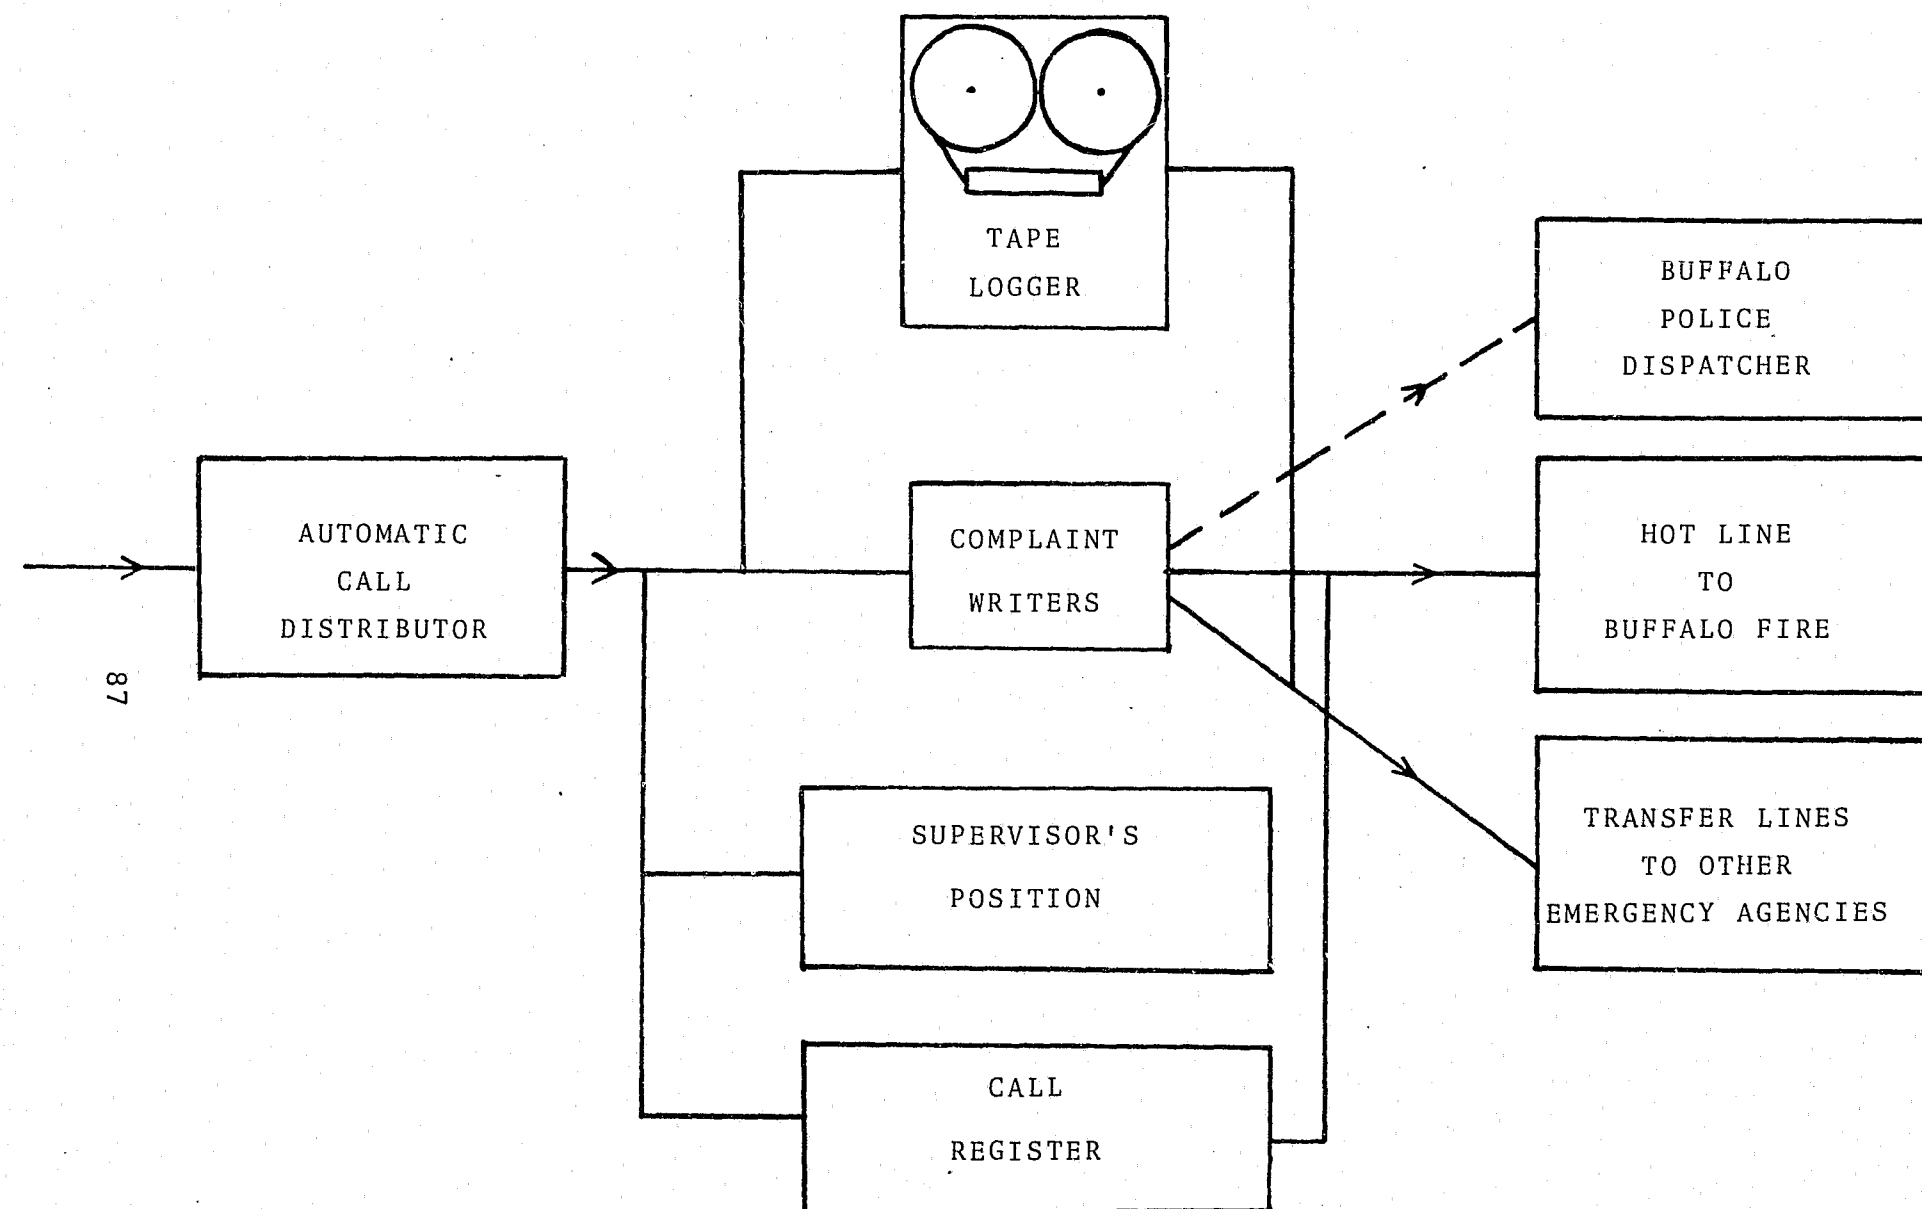 TAPE
LOGGER
BUFFALO
POLICE
DISPATCHER
AUTOMATIC
CALL
DISTRIBUTOR
COMPLAINT
WRITERS
HOT LINE
TO
BUFFALO FIRE
87
SUPERVISOR'S
POSITION
TRANSFER LINES
TO OTHER
EMERGENCY AGENCIES
CALL
REGISTER